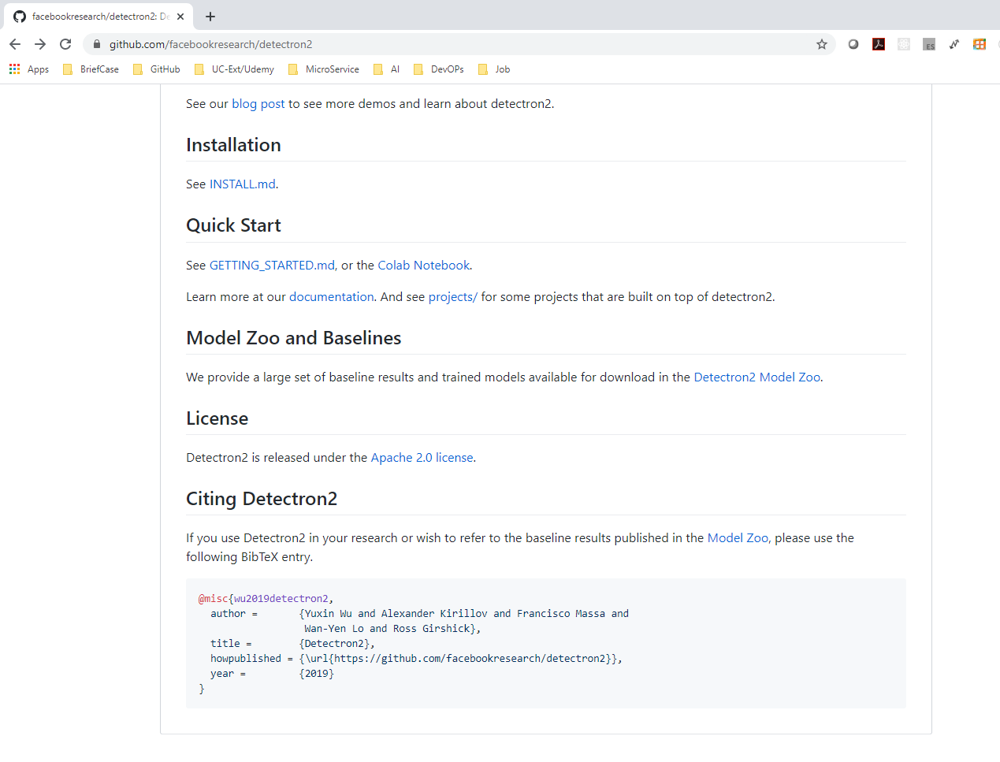 facebookresearch/detectron2: De
github.com/facebookresearch/detectron2
ES
Apps BriefCase GitHub UC-Ext/Udemy MicroService AI DevOPs Job
See our blog post to see more demos and learn about detectron2.
Installation
See INSTALL.md.
Quick Start
See GETTING_STARTED.md, or the Colab Notebook.
Learn more at our documentation. And see projects/ for some projects that are built on top of detectron2.
Model Zoo and Baselines
We provide a large set of baseline results and trained models available for download in the Detectron2 Model Zoo.
License
Detectron2 is released under the Apache 2.0 license.
Citing Detectron2
If you use Detectron2 in your research or wish to refer to the baseline results published in the Model Zoo, please use the
following BibTeX entry.
@misc{wu2019detectron2,
  author =       {Yuxin Wu and Alexander Kirillov and Francisco Massa and
                  Wan-Yen Lo and Ross Girshick},
  title =        {Detectron2},
  howpublished = {\url{https://github.com/facebookresearch/detectron2}},
  year =         {2019}
}